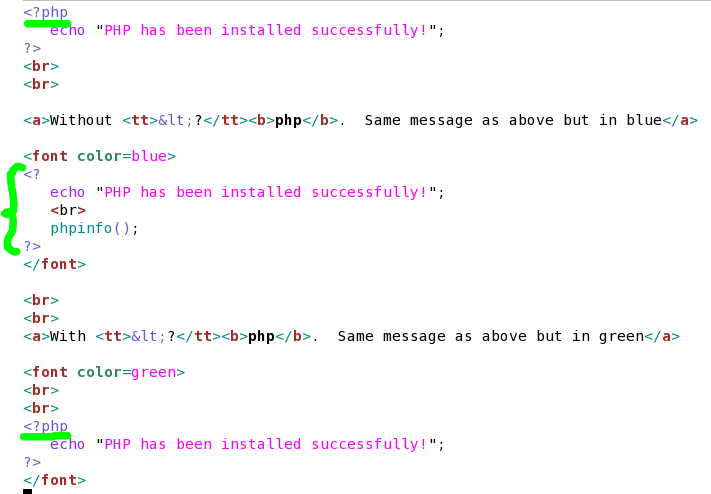 <?php
   echo "PHP has been installed successfully!";
?>
<br>
<br>

<a>Without <tt>&lt;?</tt><b>php</b>.  Same message as above but in blue</a>

<font color=blue>
<?
   echo "PHP has been installed successfully!";
   <br>
   phpinfo();
?>
</font>

<br>
<br>
<a>With <tt>&lt;?</tt><b>php</b>.  Same message as above but in green</a>

<font color=green>
<br>
<br>
<?php
   echo "PHP has been installed successfully!";
?>
</font>